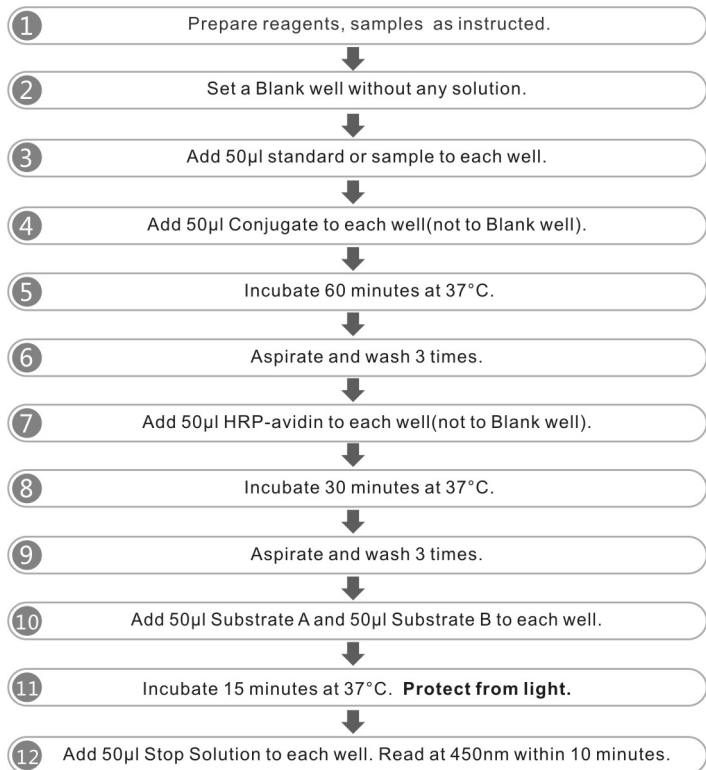 1 Prepare reagents, samples as instructed.
2 Set a Blank well without any solution.
3 Add 50μl standard or sample to each well.
4 Add 50μl Conjugate to each well(not to Blank well).
5 Incubate 60 minutes at 37°C.
6 Aspirate and wash 3 times.
7 Add 50μl HRP-avidin to each well(not to Blank well).
8 Incubate 30 minutes at 37°C.
9 Aspirate and wash 3 times.
10 Add 50μl Substrate A and 50μl Substrate B to each well.
11 Incubate 15 minutes at 37°C. Protect from light.
12 Add 50μl Stop Solution to each well. Read at 450nm within 10 minutes.